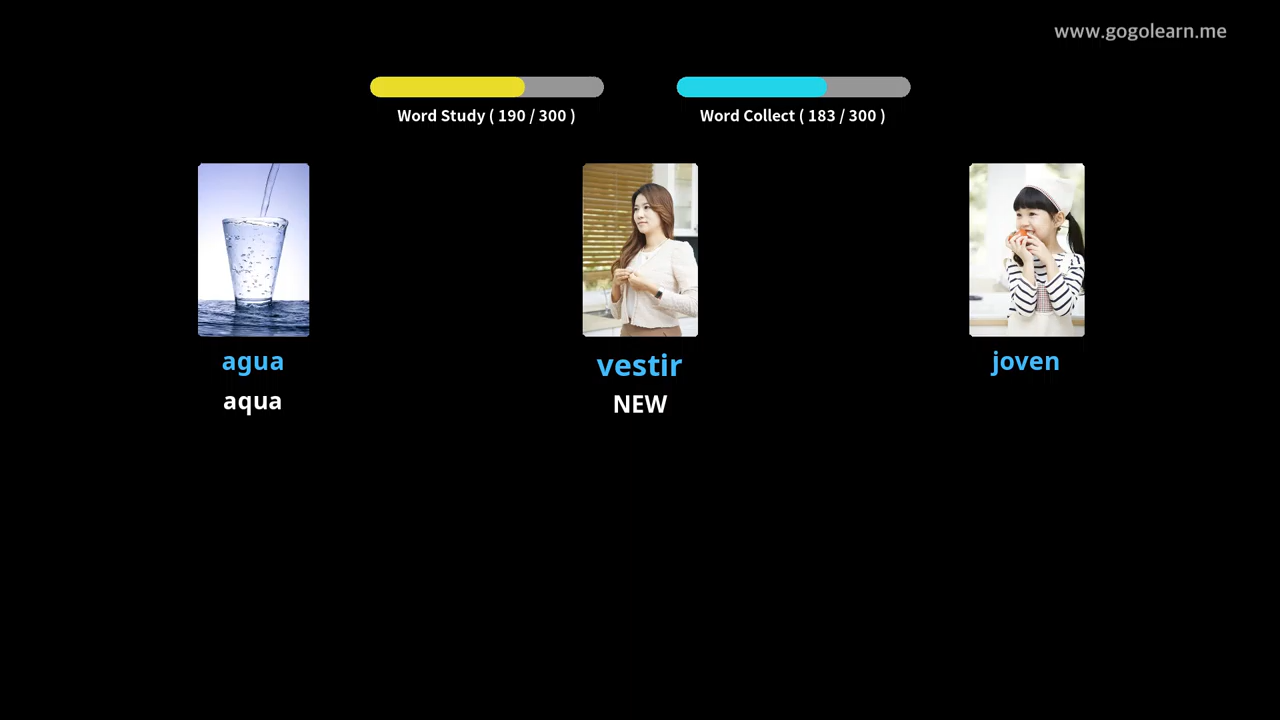 www.gogolearn.me
Word Study ( 190 / 300 )
Word Collect ( 183 / 300 )
agua
aqua
vestir
NEW
joven